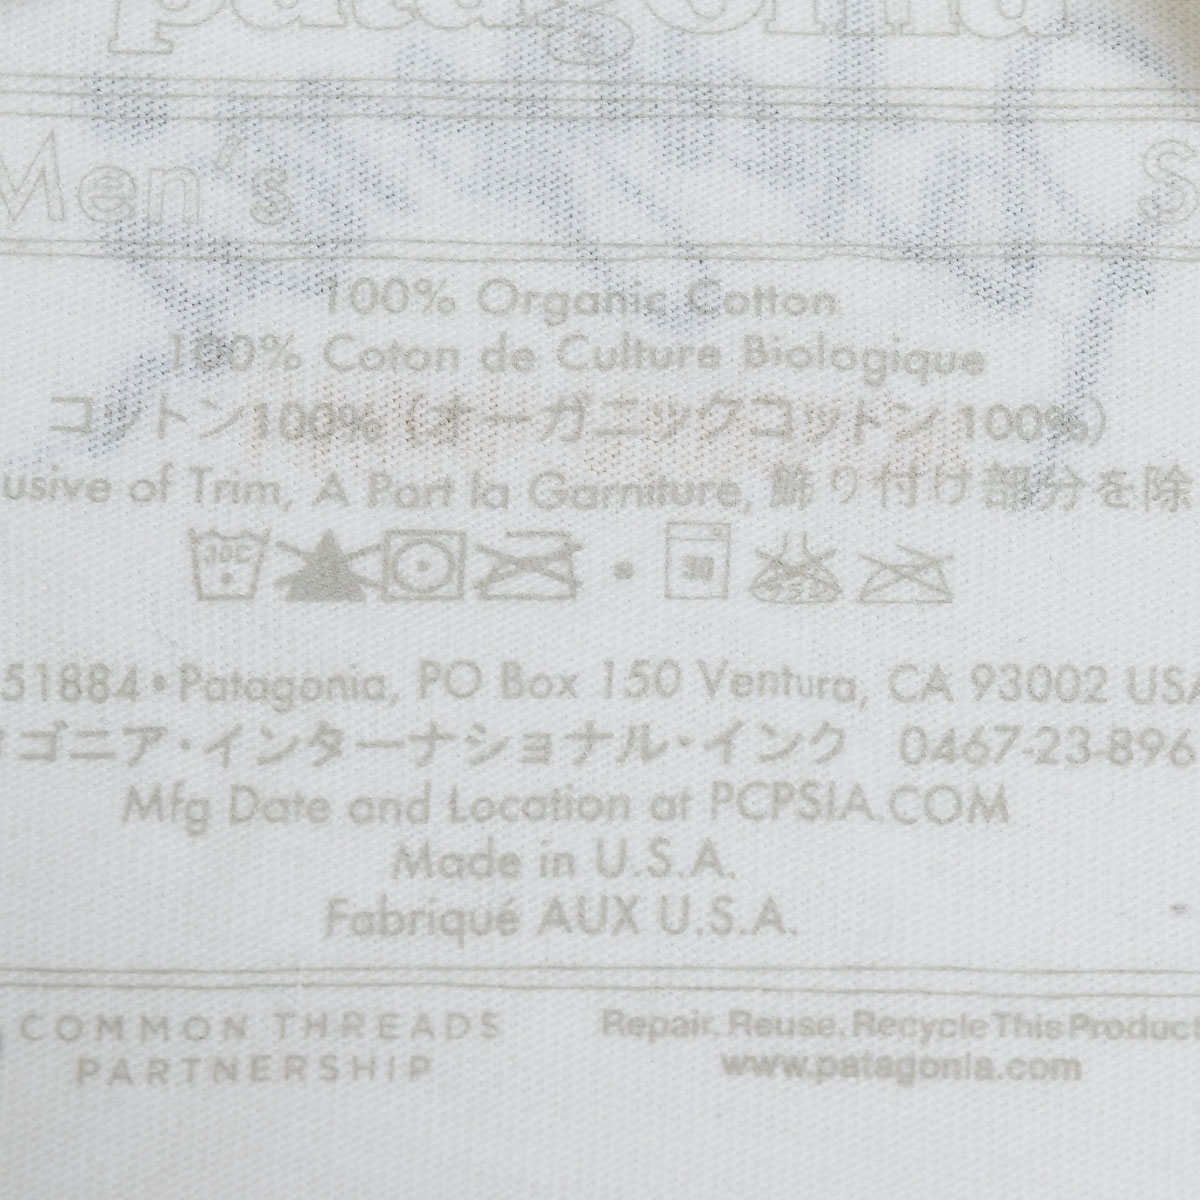 patagonia
Men's S
100% Organic Cotton
100% Coton de Culture Biologique
コットン100%（オーガニックコットン100%）
usive of Trim, A Part la Garniture, 飾り付け部分を除
30C 30
51884•Patagonia, PO Box 150 Ventura, CA 93002 USA
ゴニア・インターナショナル・インク 0467-23-896
Mfg Date and Location at PCPSIA.COM
Made in U.S.A.
Fabriqué AUX U.S.A.
COMMON THREADS
PARTNERSHIP
Repair. Reuse. Recycle This Product
www.patagonia.com